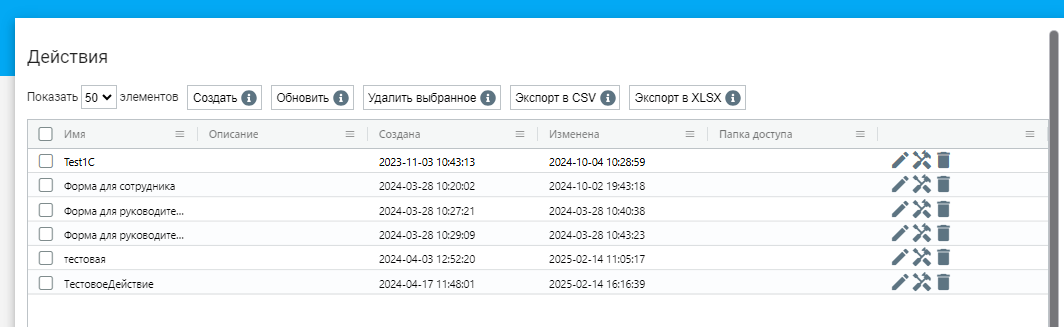 Действия
Показать 50 элементов Создать Обновить Удалить выбранное Экспорт в CSV Экспорт в XLSX
Имя Описание Создана Изменена Папка доступа
Test1C 2023-11-03 10:43:13 2024-10-04 10:28:59
Форма для сотрудника 2024-03-28 10:20:02 2024-10-02 19:43:18
Форма для руководите... 2024-03-28 10:27:21 2024-03-28 10:40:38
Форма для руководите... 2024-03-28 10:29:09 2024-03-28 10:43:23
тестовая 2024-04-03 12:52:20 2025-02-14 11:05:17
ТестовоеДействие 2024-04-17 11:48:01 2025-02-14 16:16:39